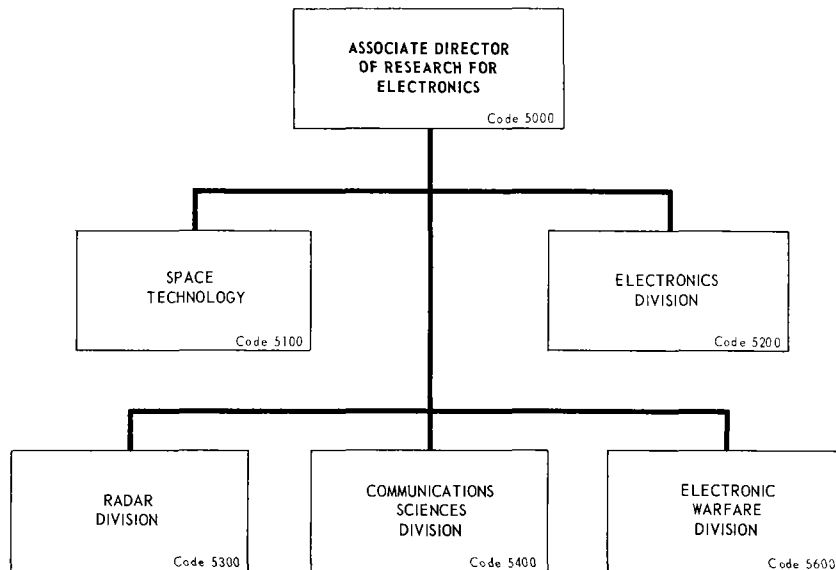 ASSOCIATE DIRECTOR
OF RESEARCH FOR
ELECTRONICS
Code 5000
SPACE
TECHNOLOGY
Code 5100
ELECTRONICS
DIVISION
Code 5200
RADAR
DIVISION
Code 5300
COMMUNICATIONS
SCIENCES
DIVISION
Code 5400
ELECTRONIC
WARFARE
DIVISION
Code 5600